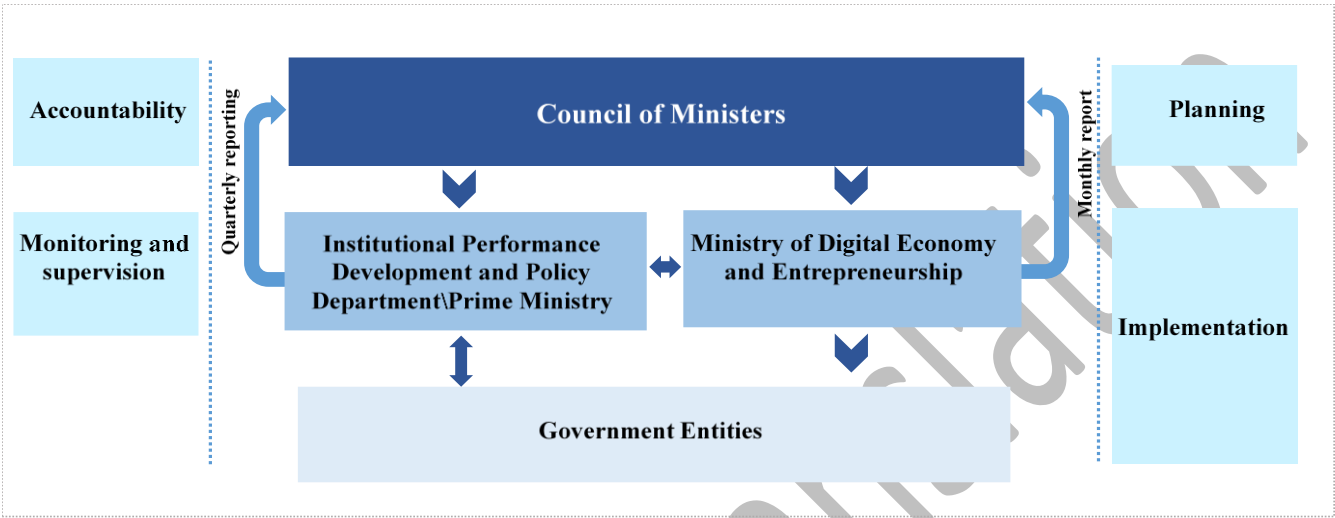 Accountability
Quarterly reporting
Council of Ministers
Monthly report
Planning
Monitoring and
supervision
Institutional Performance
Development and Policy
Department\Prime Ministry
Ministry of Digital Economy
and Entrepreneurship
Implementation
Government Entities